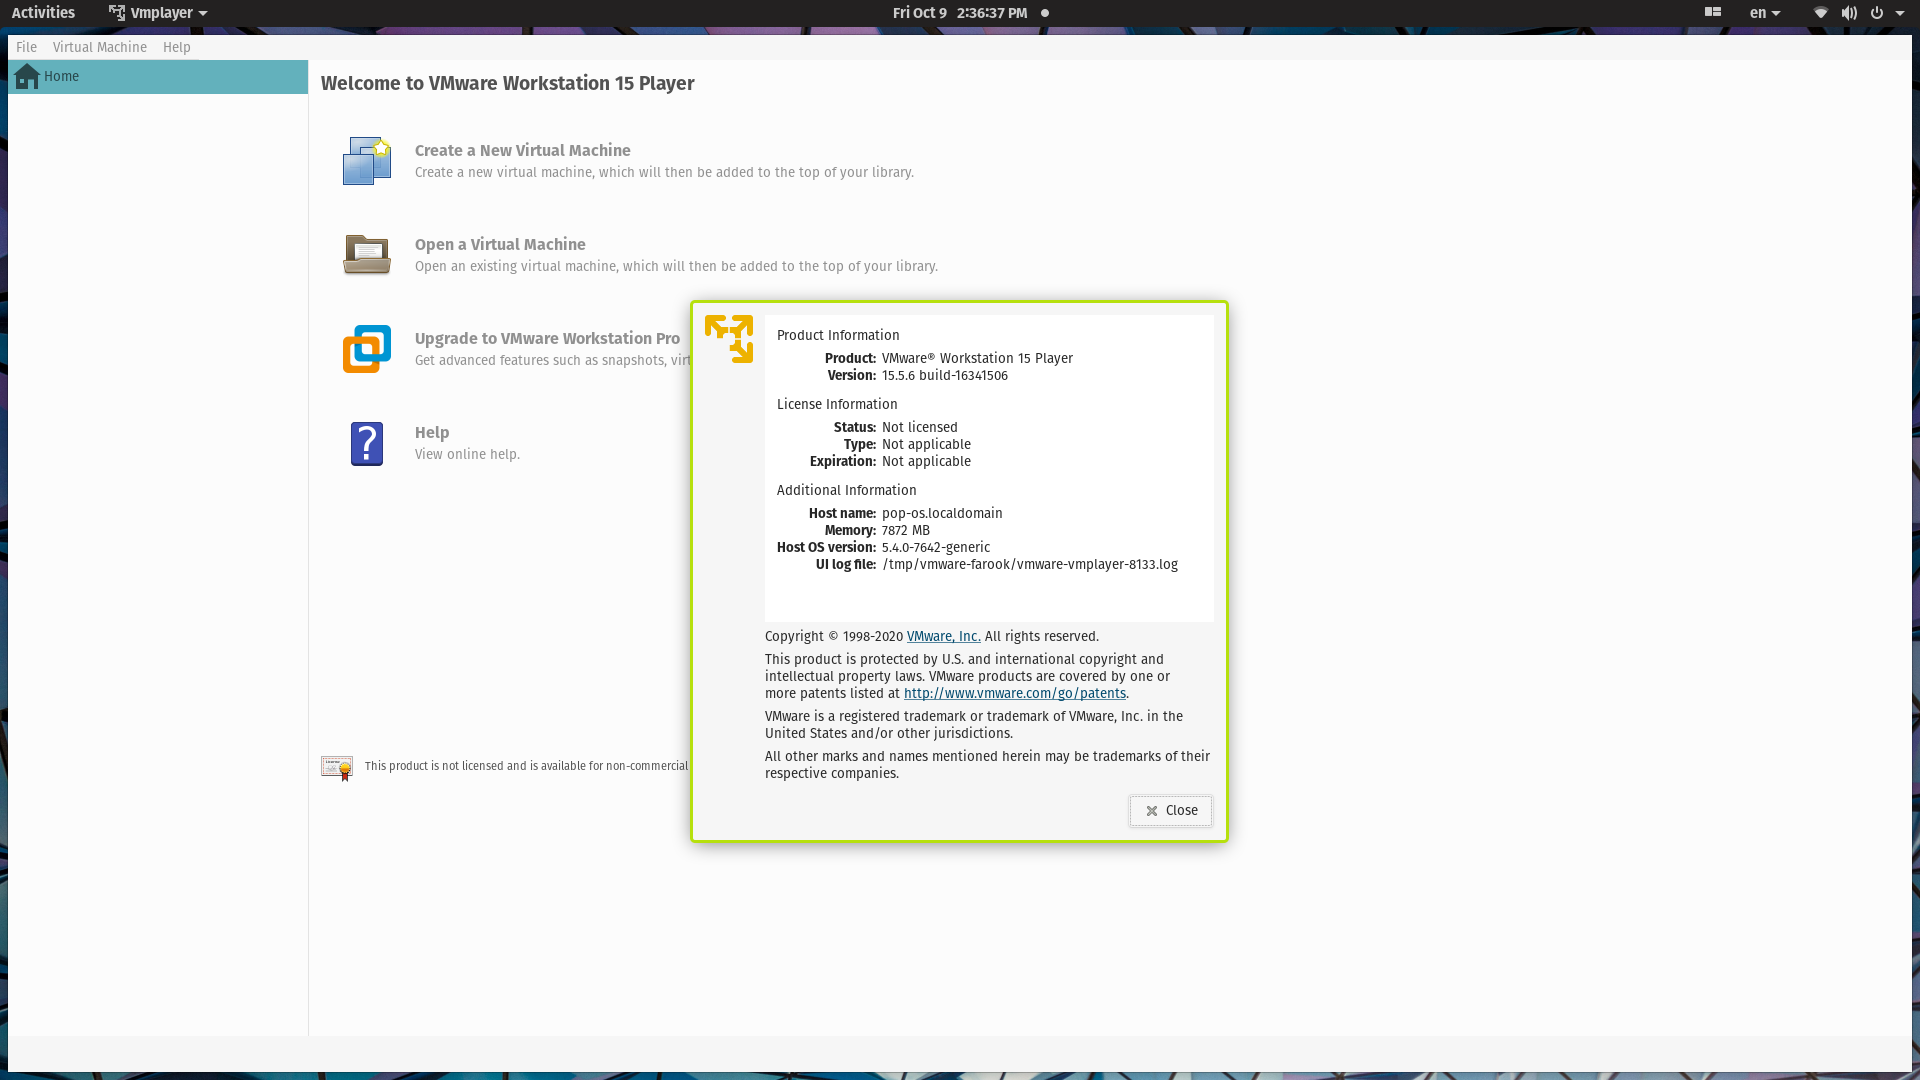 Activities Vmplayer Fri Oct 9 2:36:37 PM en
File Virtual Machine Help
Home
Welcome to VMware Workstation 15 Player
Create a New Virtual Machine
Create a new virtual machine, which will then be added to the top of your library.
Open a Virtual Machine
Open an existing virtual machine, which will then be added to the top of your library.
Upgrade to VMware Workstation Pro
Get advanced features such as snapshots,
Help
View online help.
This product is not licensed and is available for non-commercial
Product Information
Product: VMware® Workstation 15 Player
Version: 15.5.6 build-16341506
License Information
Status: Not licensed
Type: Not applicable
Expiration: Not applicable
Additional Information
Host name: pop-os.localdomain
Memory: 7872 MB
Host OS version: 5.4.0-7642-generic
UI log file: /tmp/vmware-farook/vmware-vmplayer-8133.log
Copyright © 1998-2020 VMware, Inc. All rights reserved.
This product is protected by U.S. and international copyright and
intellectual property laws. VMware products are covered by one or
more patents listed at http://www.vmware.com/go/patents.
VMware is a registered trademark or trademark of VMware, Inc. in the
United States and/or other jurisdictions.
All other marks and names mentioned herein may be trademarks of their
respective companies.
Close